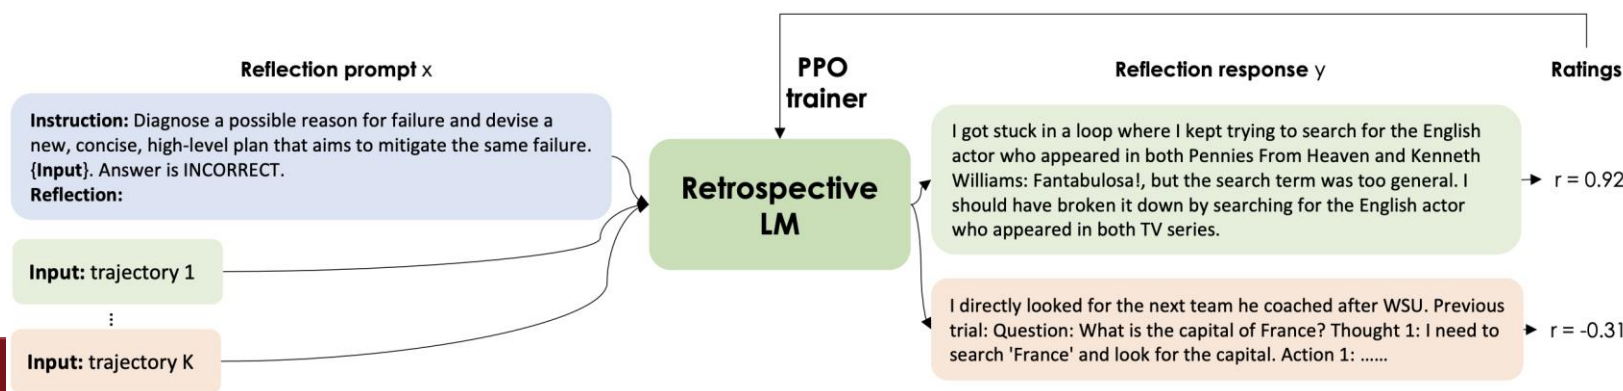 Reflection prompt x
Instruction: Diagnose a possible reason for failure and devise a
new, concise, high-level plan that aims to mitigate the same failure.
{Input}. Answer is INCORRECT.
Reflection:
Input: trajectory 1
⋮
Input: trajectory K
PPO
trainer
Retrospective
LM
Reflection response y
I got stuck in a loop where I kept trying to search for the English
actor who appeared in both Pennies From Heaven and Kenneth
Williams: Fantabulosa!, but the search term was too general. I
should have broken it down by searching for the English actor
who appeared in both TV series.
I directly looked for the next team he coached after WSU. Previous
trial: Question: What is the capital of France? Thought 1: I need to
search 'France' and look for the capital. Action 1: ......
Ratings
r = 0.92
r = -0.31